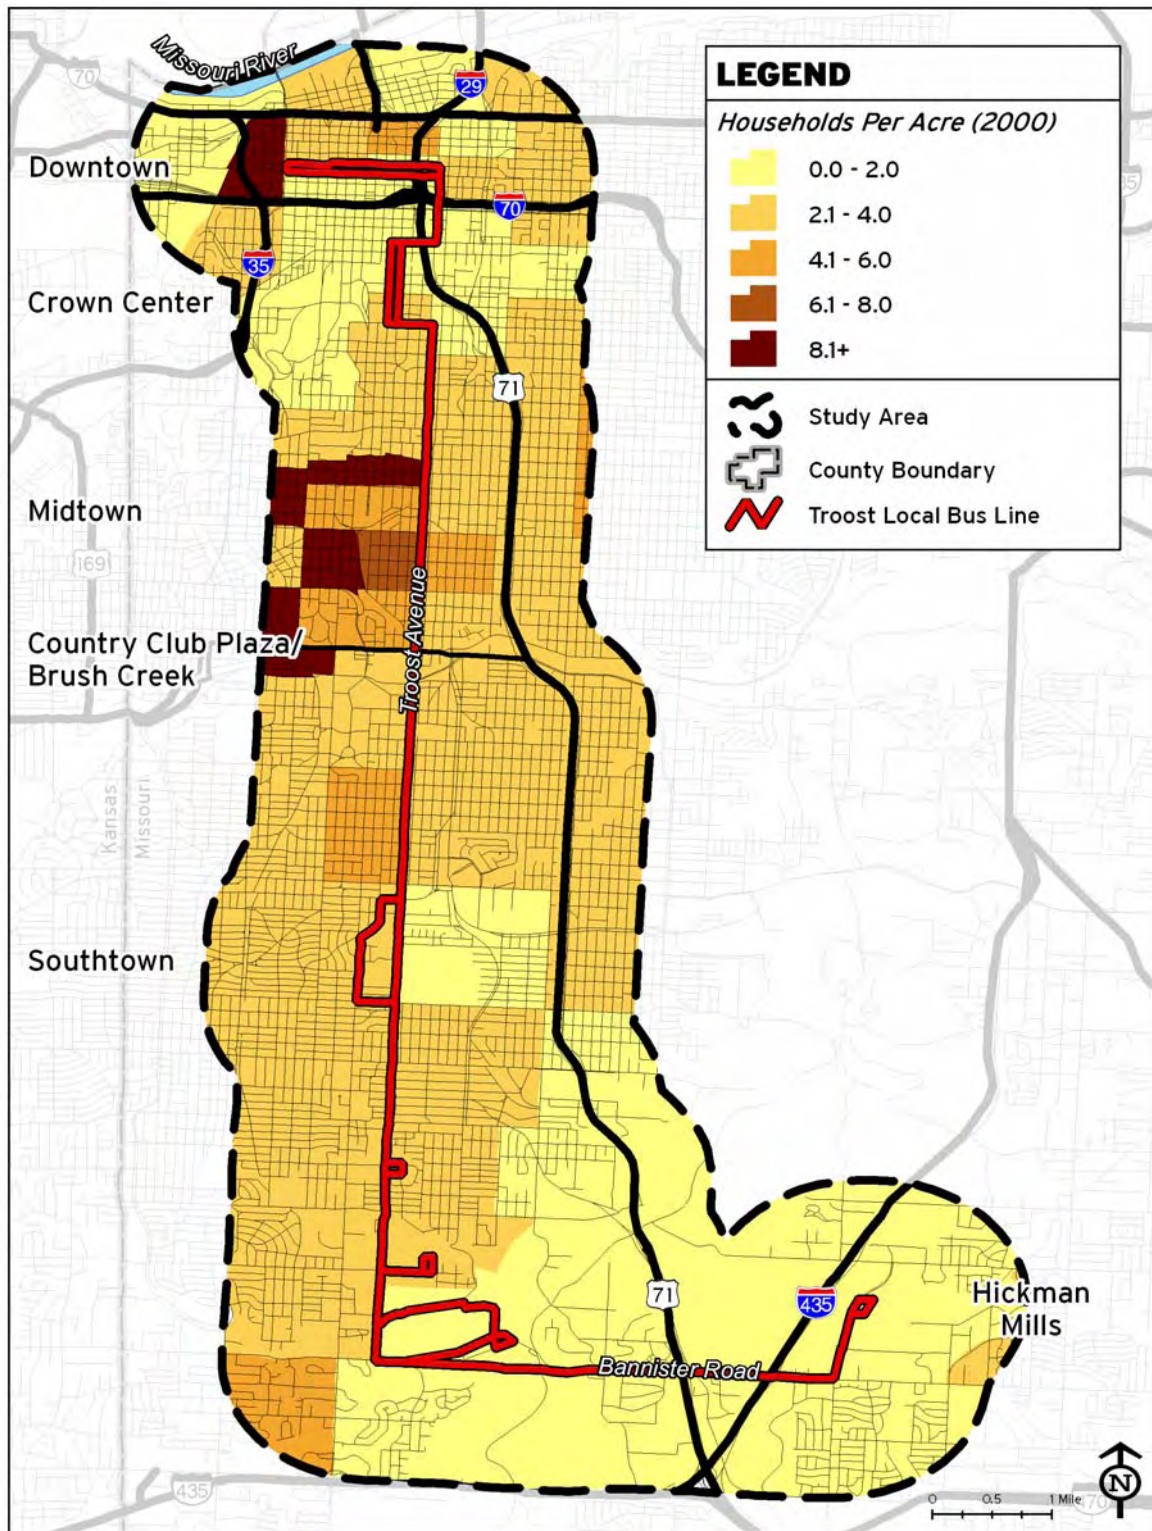 Missouri River
70
29
LEGEND
Households Per Acre (2000)
0.0 - 2.0
2.1 - 4.0
4.1 - 6.0
6.1 - 8.0
8.1+
Study Area
County Boundary
Troost Local Bus Line
Downtown
70
35
35
Crown Center
71
Midtown
169
Country Club Plaza/
Brush Creek
Troost Avenue
Kansas
Missouri
Southtown
71
435
Hickman
Mills
Bannister Road
435
470
N
0 0.5 1 Mile